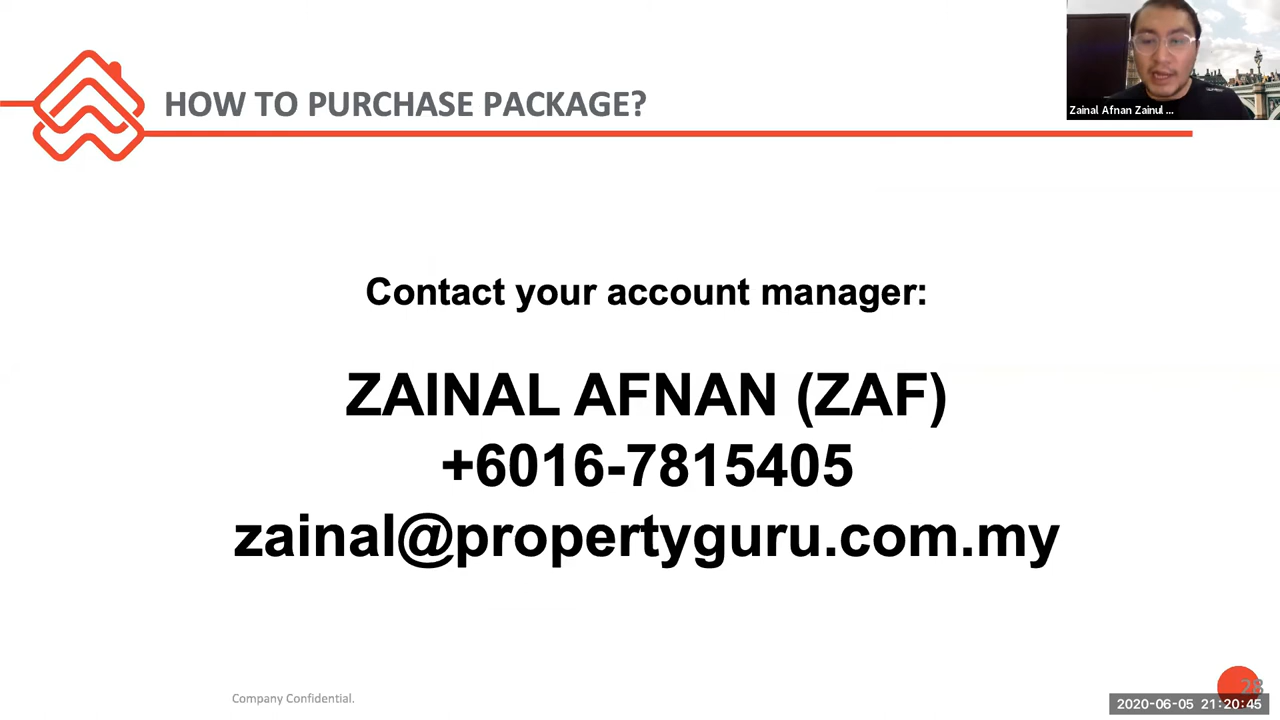 Zainal Afnan Zainul ...
HOW TO PURCHASE PACKAGE?
Contact your account manager:
ZAINAL AFNAN (ZAF)
+6016-7815405
zainal@propertyguru.com.my
Company Confidential.
28
2020-06-05 21:20:45